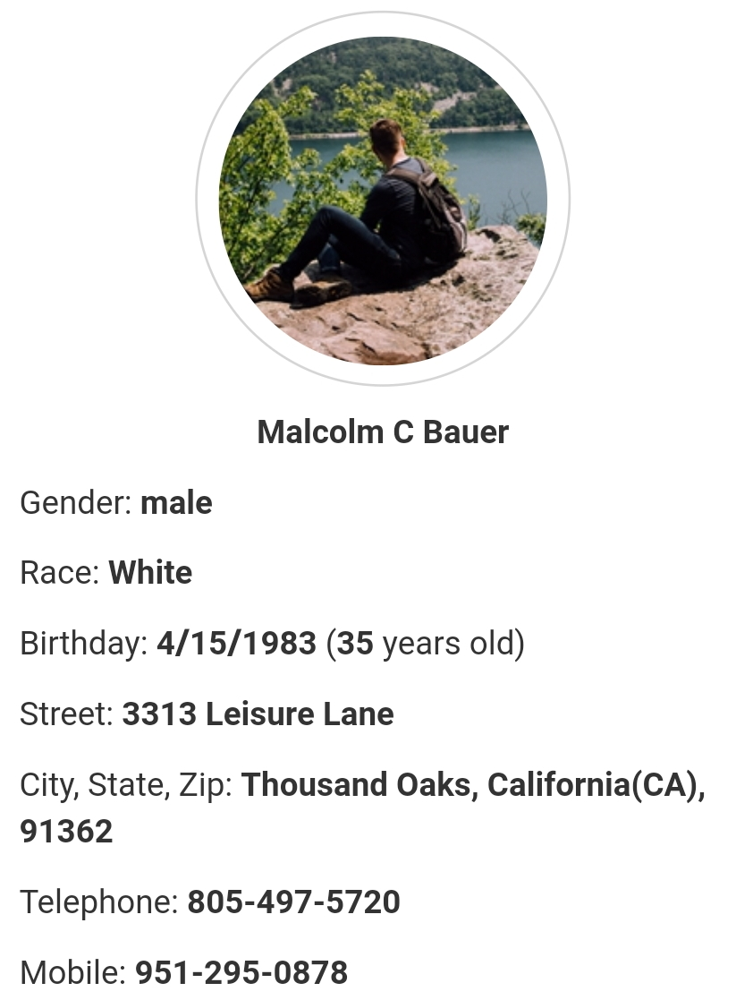 Malcolm C Bauer
Gender: male
Race: White
Birthday: 4/15/1983 (35 years old)
Street: 3313 Leisure Lane
City, State, Zip: Thousand Oaks, California(CA),
91362
Telephone: 805-497-5720
Mobile: 951-295-0878